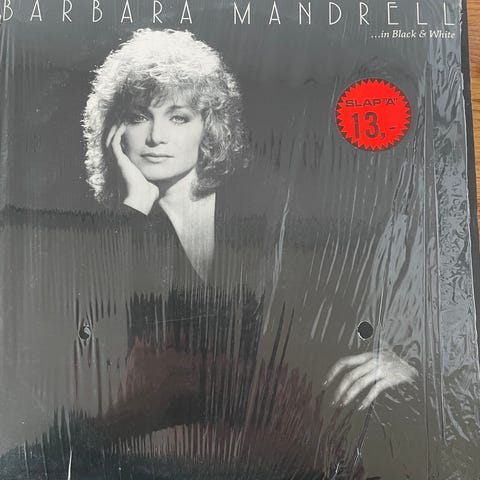 BARBARA MANDRELL
...in Black & White
SLAP "A"
13,-